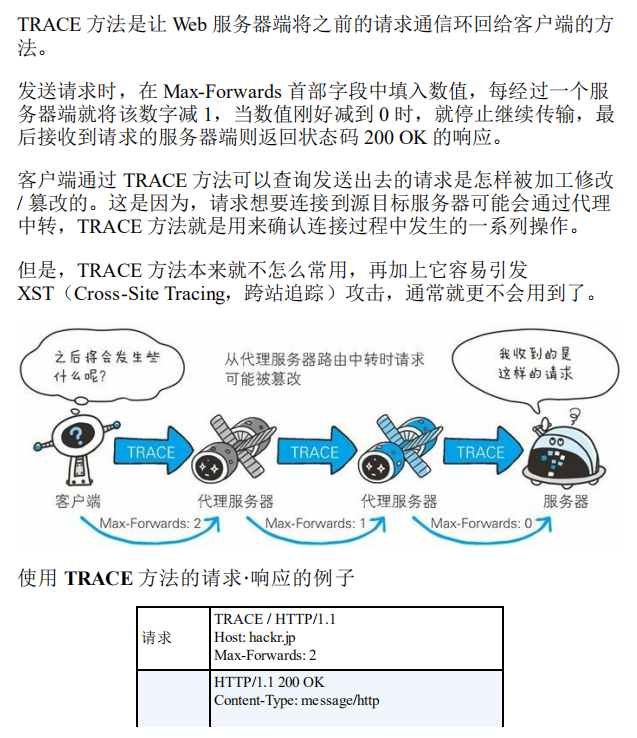 TRACE 方法是让 Web 服务器端将之前的请求通信环回给客户端的方
法。
发送请求时，在 Max-Forwards 首部字段中填入数值，每经过一个服
务器端就将该数字减 1，当数值刚好减到 0 时，就停止继续传输，最
后接收到请求的服务器端则返回状态码 200 OK 的响应。
客户端通过 TRACE 方法可以查询发送出去的请求是怎样被加工修改
/ 篡改的。这是因为，请求想要连接到源目标服务器可能会通过代理
中转，TRACE 方法就是用来确认连接过程中发生的一系列操作。
但是，TRACE 方法本来就不怎么常用，再加上它容易引发
XST（Cross-Site Tracing，跨站追踪）攻击，通常就更不会用到了。
之后将会发生些
什么呢?
从代理服务器路由中转时请求
可能被篡改
我收到的是
这样的请求
?
TRACE
TRACE
TRACE
客户端
代理服务器
代理服务器
服务器
Max-Forwards: 2
Max-Forwards: 1
Max-Forwards: 0
使用 TRACE 方法的请求·响应的例子
请求
TRACE / HTTP/1.1
Host: hackr.jp
Max-Forwards: 2
HTTP/1.1 200 OK
Content-Type: message/http